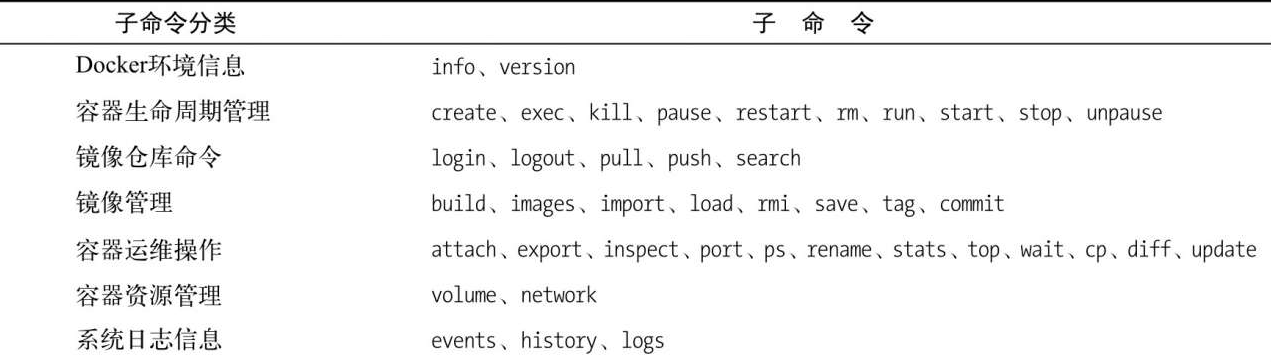 子命令分类 子 命 令
Docker环境信息 info、version
容器生命周期管理 create、exec、kill、pause、restart、rm、run、start、stop、unpause
镜像仓库命令 login、logout、pull、push、search
镜像管理 build、images、import、load、rmi、save、tag、commit
容器运维操作 attach、export、inspect、port、ps、rename、stats、top、wait、cp、diff、update
容器资源管理 volume、network
系统日志信息 events、history、logs